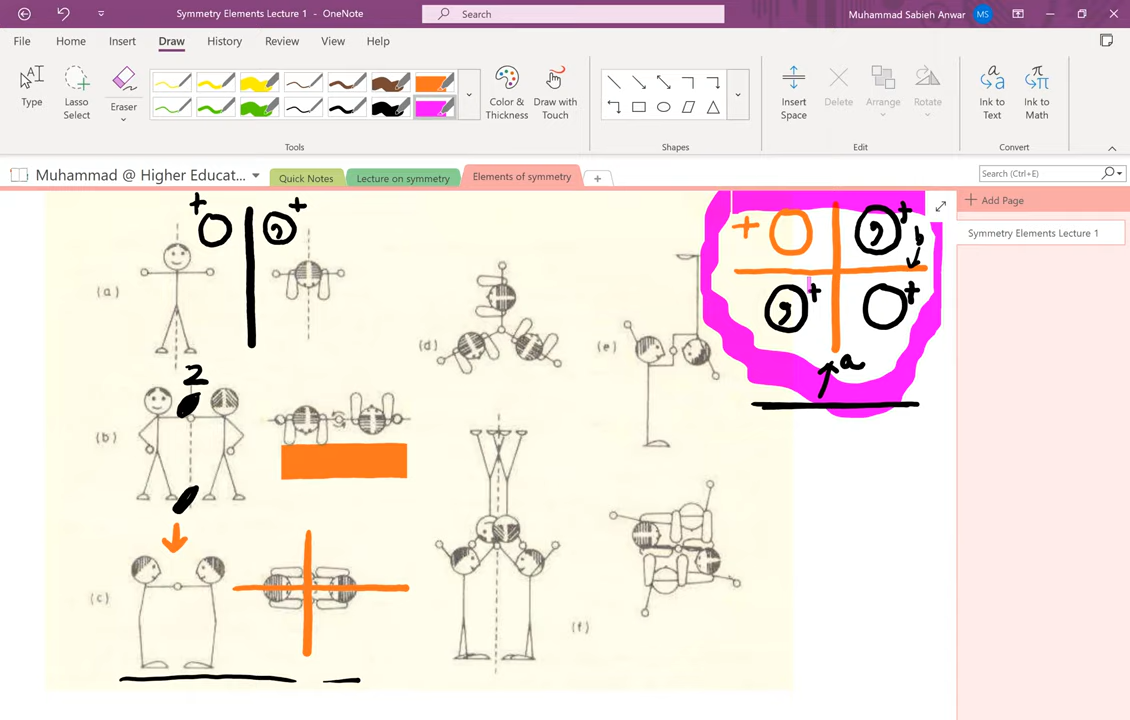 Symmetry Elements Lecture 1 - OneNote
Search
Muhammad Sabieh Anwar
MS
File Home Insert Draw History Review View Help
Type
Lasso Select
Eraser
Color & Thickness
Draw with Touch
Insert Space
Delete
Arrange
Rotate
Ink to Text
Ink to Math
Tools
Shapes
Edit
Convert
Muhammad @ Higher Educat...
Quick Notes
Lecture on symmetry
Elements of symmetry
Search (Ctrl+E)
Add Page
Symmetry Elements Lecture 1
+ +
+ +
b
+ +
a
(a)
(d)
(e)
2
(b)
(c)
(f)